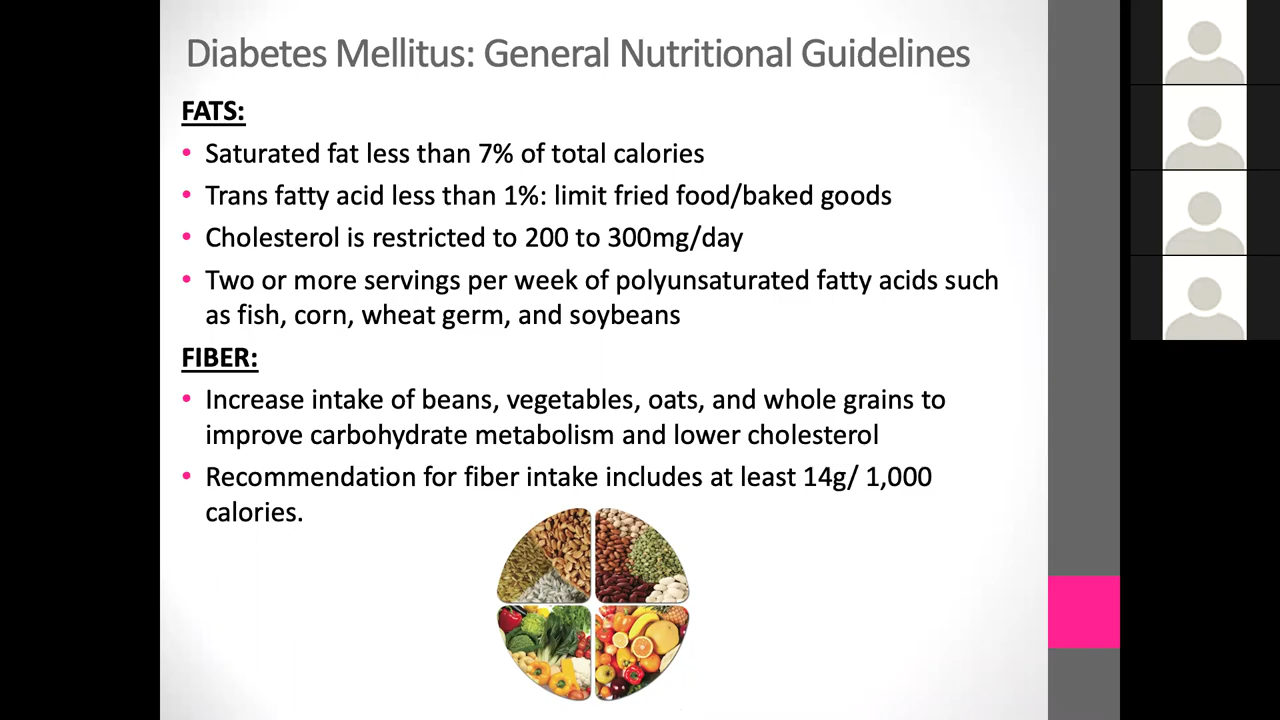 Diabetes Mellitus: General Nutritional Guidelines
FATS:
• Saturated fat less than 7% of total calories
• Trans fatty acid less than 1%: limit fried food/baked goods
• Cholesterol is restricted to 200 to 300mg/day
• Two or more servings per week of polyunsaturated fatty acids such
as fish, corn, wheat germ, and soybeans
FIBER:
• Increase intake of beans, vegetables, oats, and whole grains to
improve carbohydrate metabolism and lower cholesterol
• Recommendation for fiber intake includes at least 14g/ 1,000
calories.